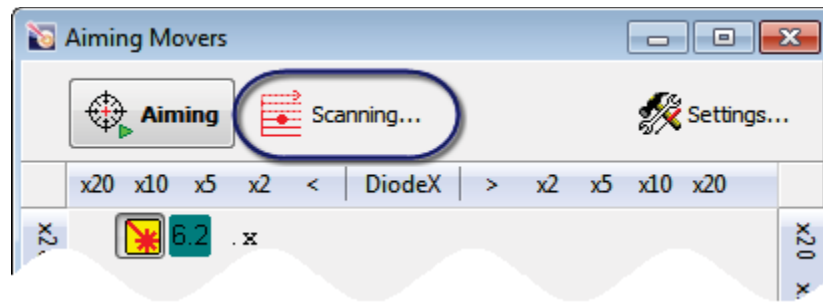 Aiming Movers
Aiming Scanning... Settings...
x20 x10 x5 x2 < DiodeX > x2 x5 x10 x20
6.2 .x
x20